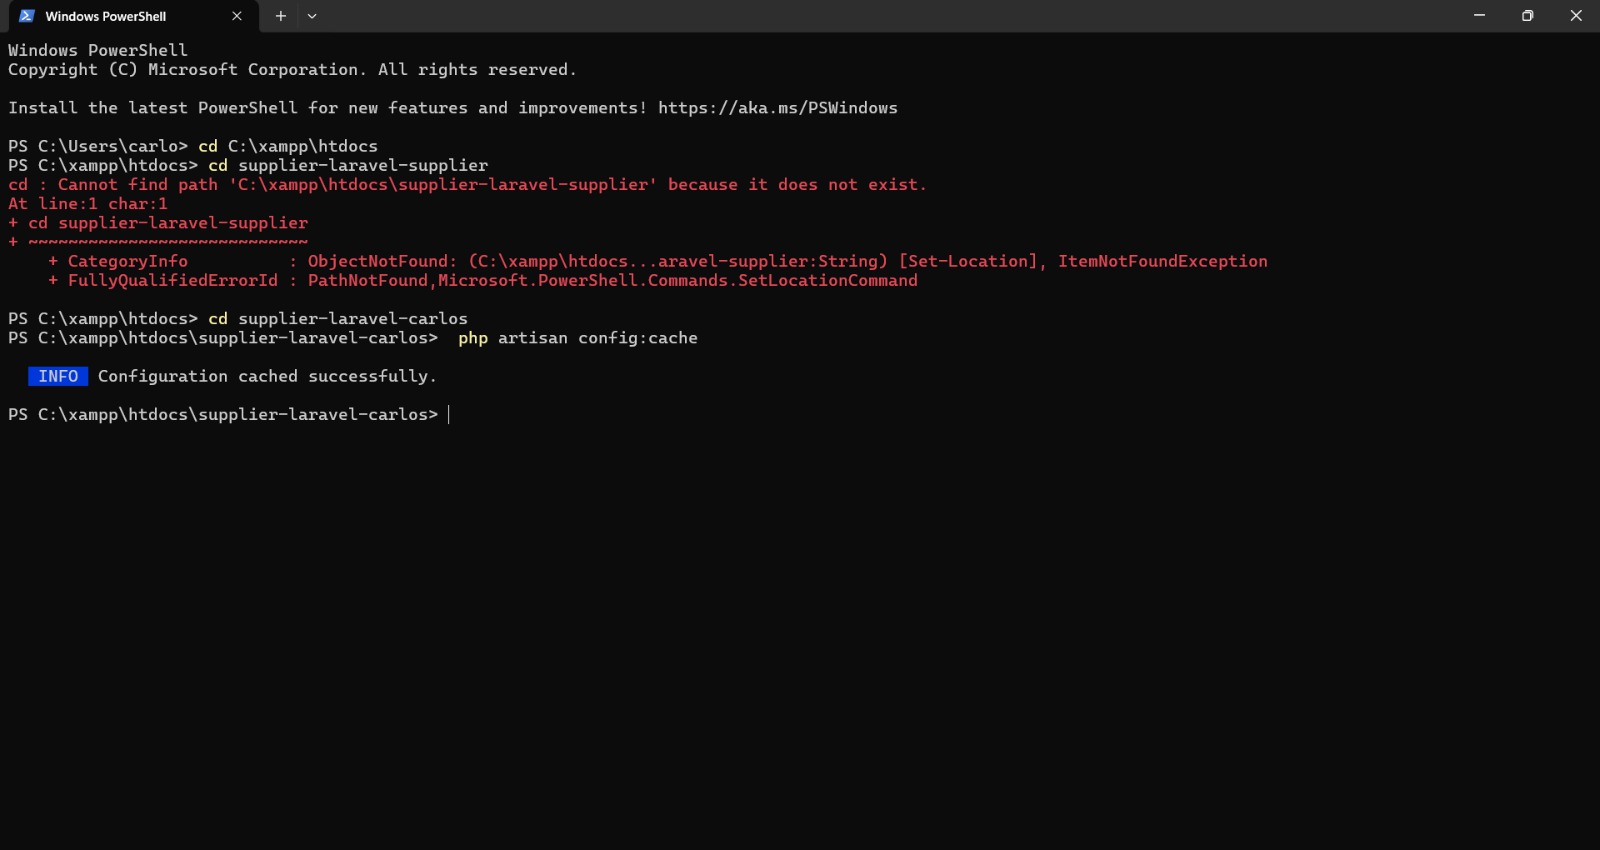 Windows PowerShell
Windows PowerShell
Copyright (C) Microsoft Corporation. All rights reserved.
Install the latest PowerShell for new features and improvements! https://aka.ms/PSWindows
PS C:\Users\carlo> cd C:\xampp\htdocs
PS C:\xampp\htdocs> cd supplier-laravel-supplier
cd : Cannot find path 'C:\xampp\htdocs\supplier-laravel-supplier' because it does not exist.
At line:1 char:1
+ cd supplier-laravel-supplier
+ ~~~~~~~~~~~~~~~~~~~~~~~~~~~~
    + CategoryInfo          : ObjectNotFound: (C:\xampp\htdocs...aravel-supplier:String) [Set-Location], ItemNotFoundException
    + FullyQualifiedErrorId : PathNotFound,Microsoft.PowerShell.Commands.SetLocationCommand
PS C:\xampp\htdocs> cd supplier-laravel-carlos
PS C:\xampp\htdocs\supplier-laravel-carlos>  php artisan config:cache
INFO Configuration cached successfully.
PS C:\xampp\htdocs\supplier-laravel-carlos>